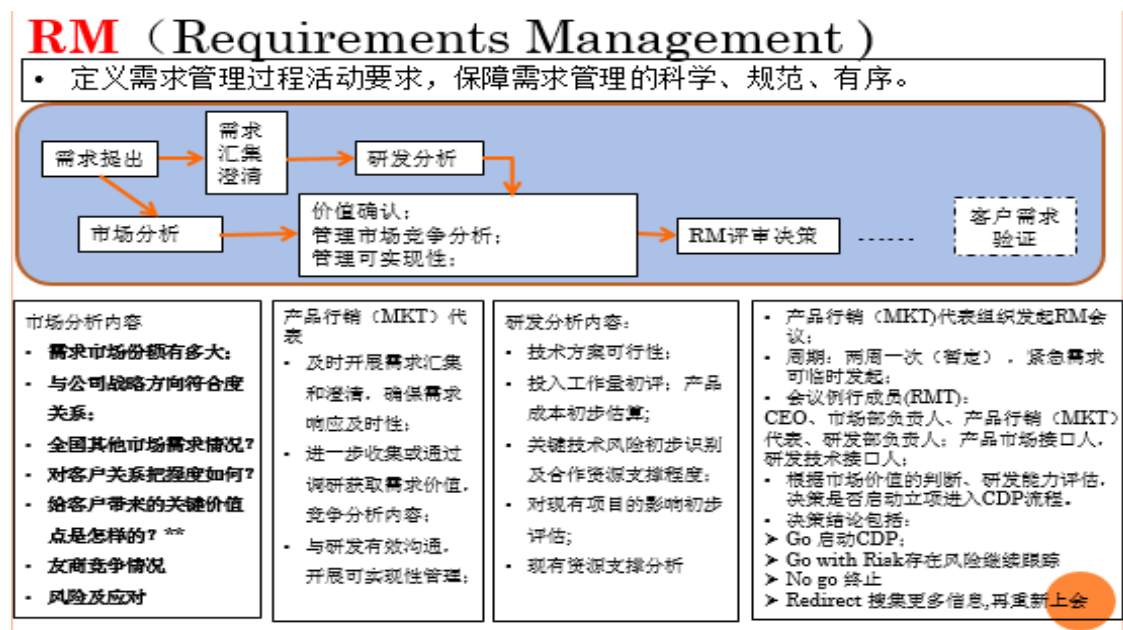 RM（Requirements Management )
• 定义需求管理过程活动要求，保障需求管理的科学、规范、有序。
需求提出
需求
汇集
澄清
研发分析
市场分析
价值确认；
管理市场竞争分析；
管理可实现性；
RM评审决策
……
客户需求
验证
市场分析内容
• 需求市场份额有多大；
• 与公司战略方向符合度
关系；
• 全国其他市场需求情况？
• 对客户关系把握度如何？
• 给客户带来的关键价值
点是怎样的？**
• 友商竞争情况
• 风险及应对
产品行销（MKT）代
表
• 及时开展需求汇集
和澄清，确保需求
响应及时性；
• 进一步收集或通过
调研获取需求价值，
竞争分析内容；
• 与研发有效沟通，
开展可实现性管理；
研发分析内容：
• 技术方案可行性；
• 投入工作量初评；产品
成本初步估算;
• 关键技术风险初步识别
及合作资源支撑程度；
• 对现有项目的影响初步
评估;
• 现有资源支撑分析
• 产品行销（MKT)代表组织发起RM会
议；
• 周期：两周一次（暂定），紧急需求
可临时发起；
• 会议例行成员(RMT)：
CEO、市场部负责人、产品行销（MKT）
代表、研发部负责人；产品市场接口人，
研发技术接口人；
• 根据市场价值的判断、研发能力评估，
决策是否启动立项进入CDP流程。
• 决策结论包括：
➢ Go 启动CDP；
➢ Go with Risk存在风险继续跟踪
➢ No go 终止
➢ Redirect 搜集更多信息,再重新上会